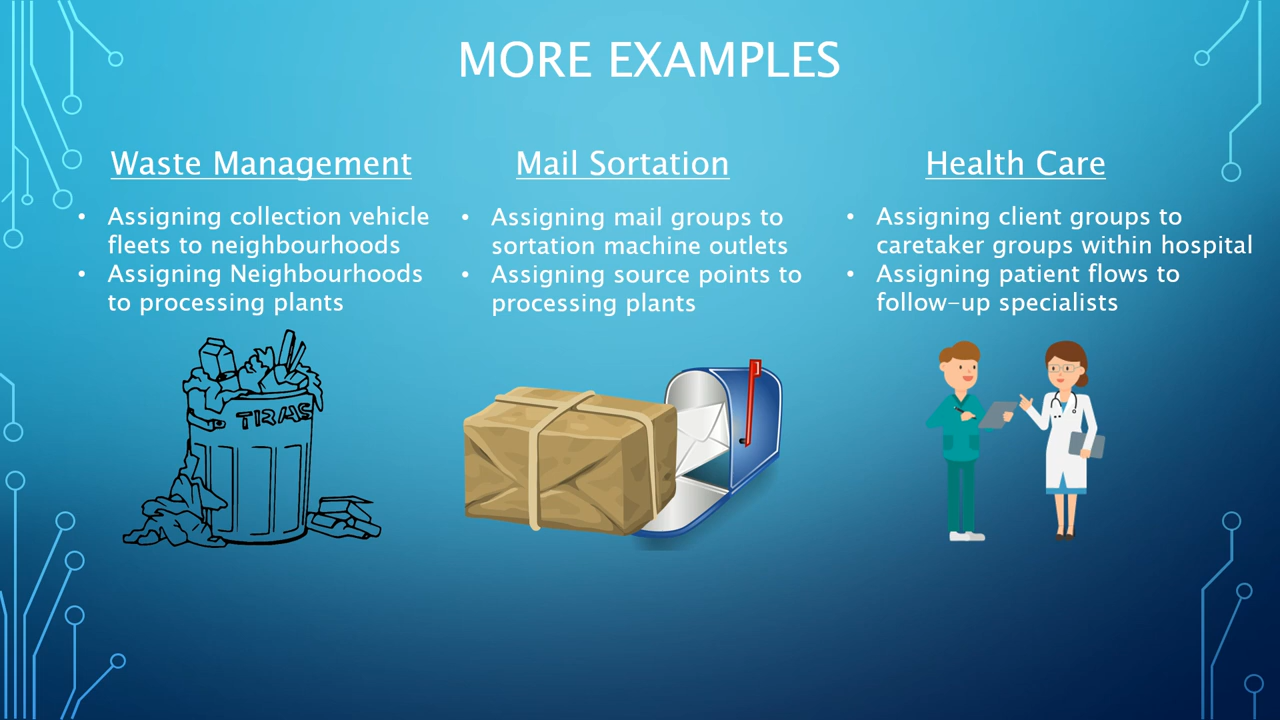 MORE EXAMPLES
Waste Management
• Assigning collection vehicle
fleets to neighbourhoods
• Assigning Neighbourhoods
to processing plants
Mail Sortation
• Assigning mail groups to
sortation machine outlets
• Assigning source points to
processing plants
Health Care
• Assigning client groups to
caretaker groups within hospital
• Assigning patient flows to
follow-up specialists